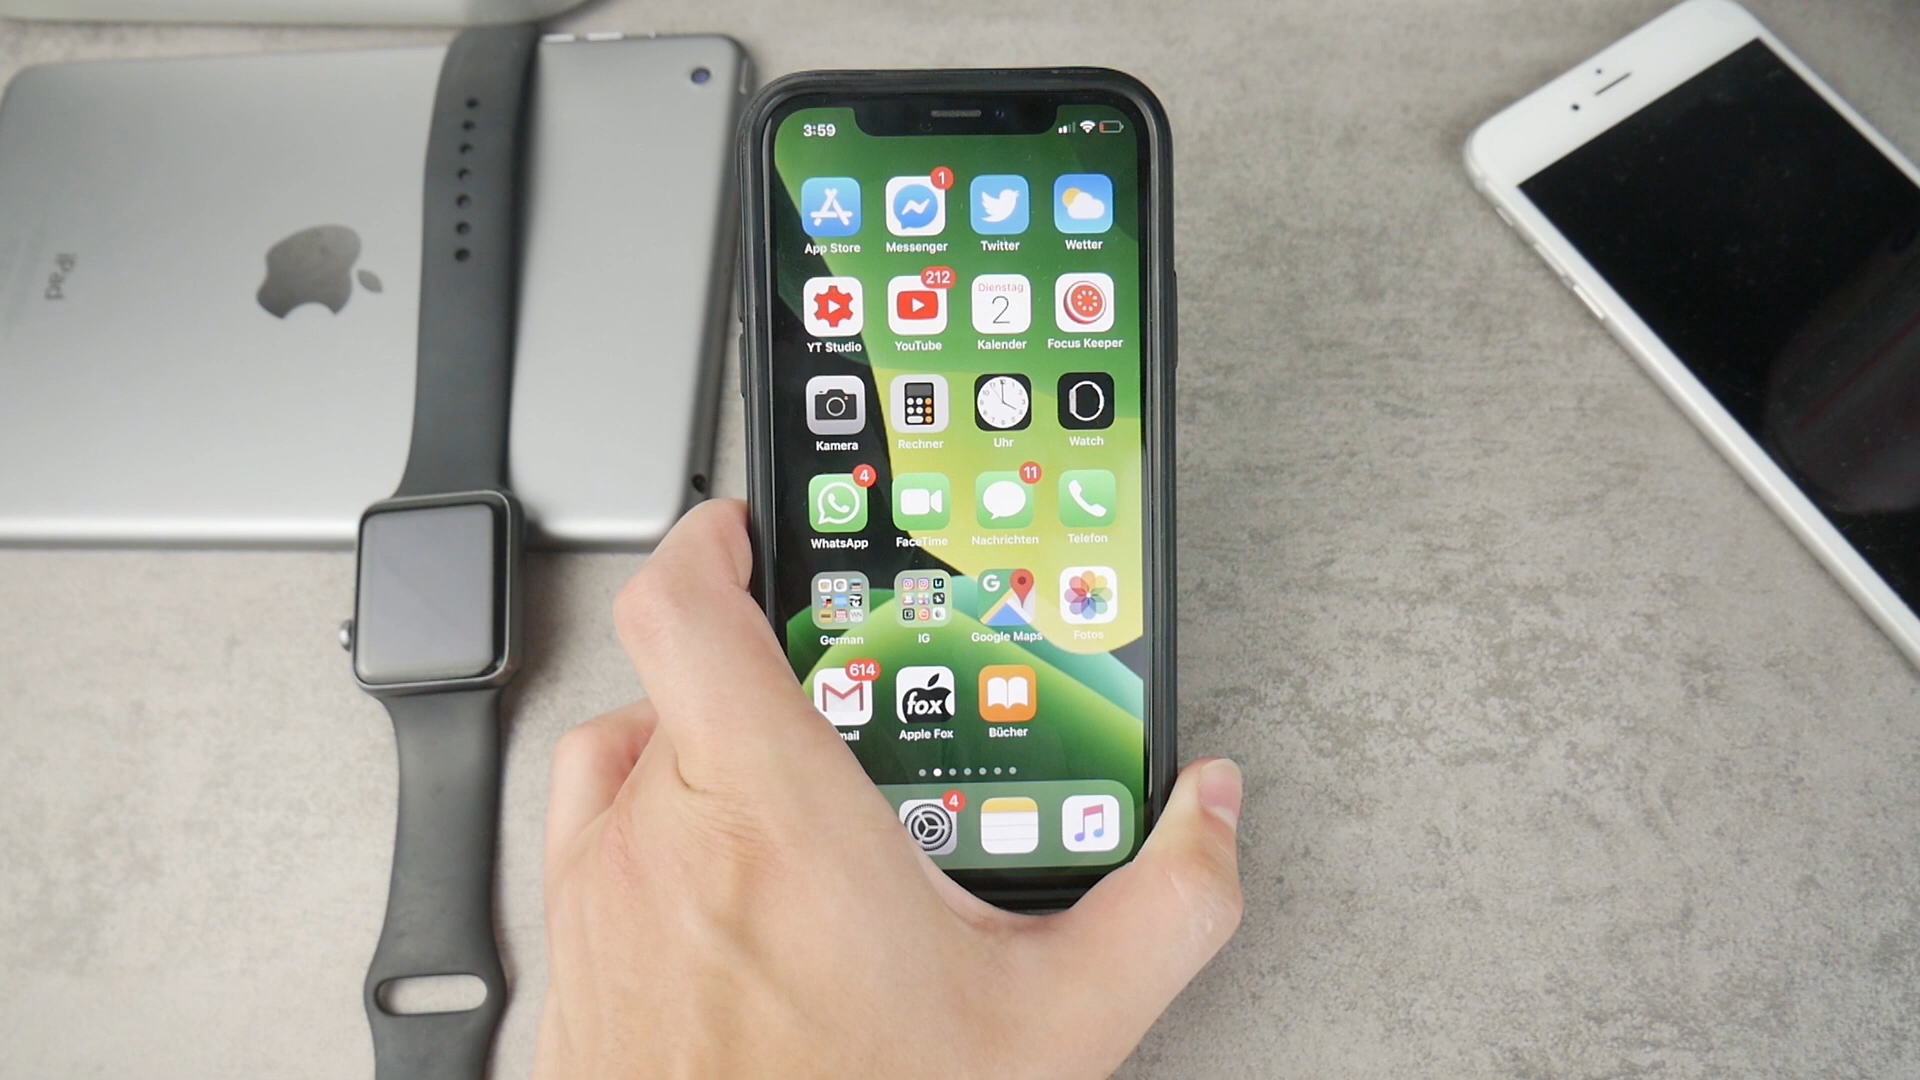 iPad
3:59
1
App Store
Messenger
Twitter
Wetter
212
Dienstag
2
YT Studio
YouTube
Kalender
Focus Keeper
Kamera
Rechner
Uhr
Watch
4
11
WhatsApp
FaceTime
Nachrichten
Telefon
G
German
IG
Google Maps
Fotos
614
fox
mail
Apple Fox
Bücher
4